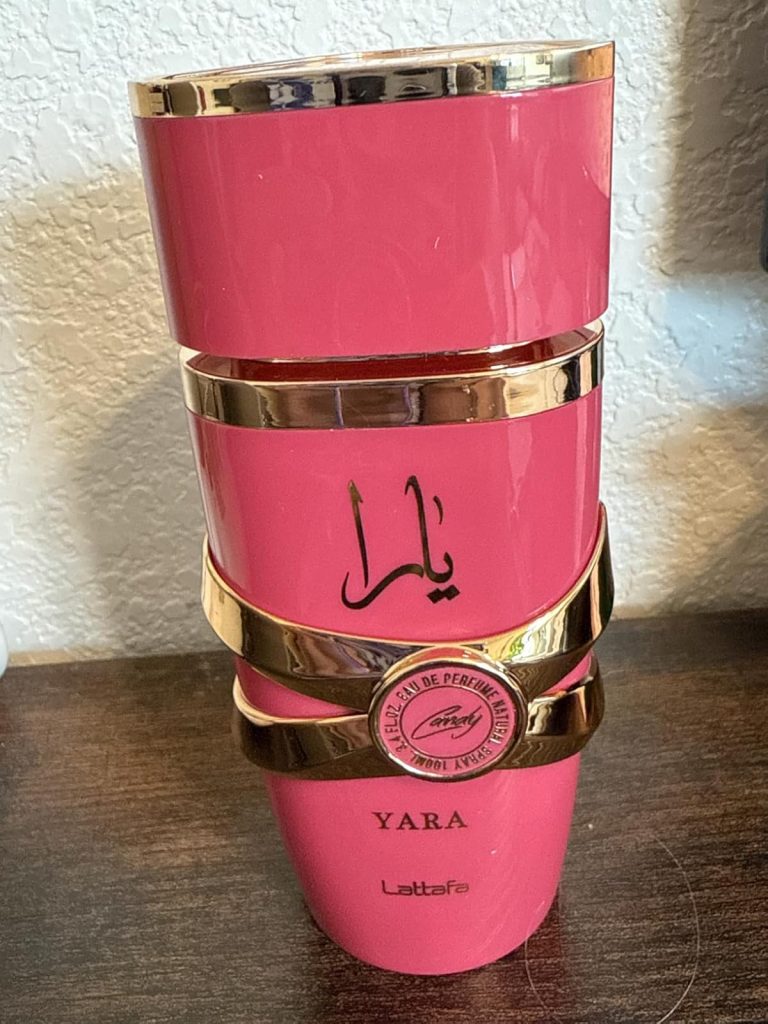 يارا
EAU DE PERFUME NATURAL SPRAY 100ML. 3.4 FL.OZ.
Candy
YARA
Lattafa